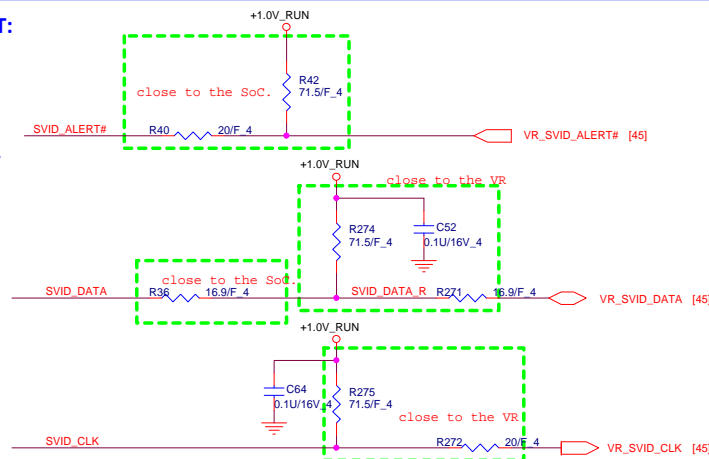 T:
+1.0V_RUN
close to the SoC.
R42
71.5/F_4
SVID_ALERT#
R40
20/F_4
VR_SVID_ALERT# [45]
+1.0V_RUN
close to the VR
R274
71.5/F_4
C52
0.1U/16V_4
close to the SoC.
SVID_DATA
R36
16.9/F_4
SVID_DATA_R
R271
16.9/F_4
VR_SVID_DATA [45]
+1.0V_RUN
C64
0.1U/16V_4
R275
71.5/F_4
close to the VR
SVID_CLK
R272
20/F_4
VR_SVID_CLK [45]